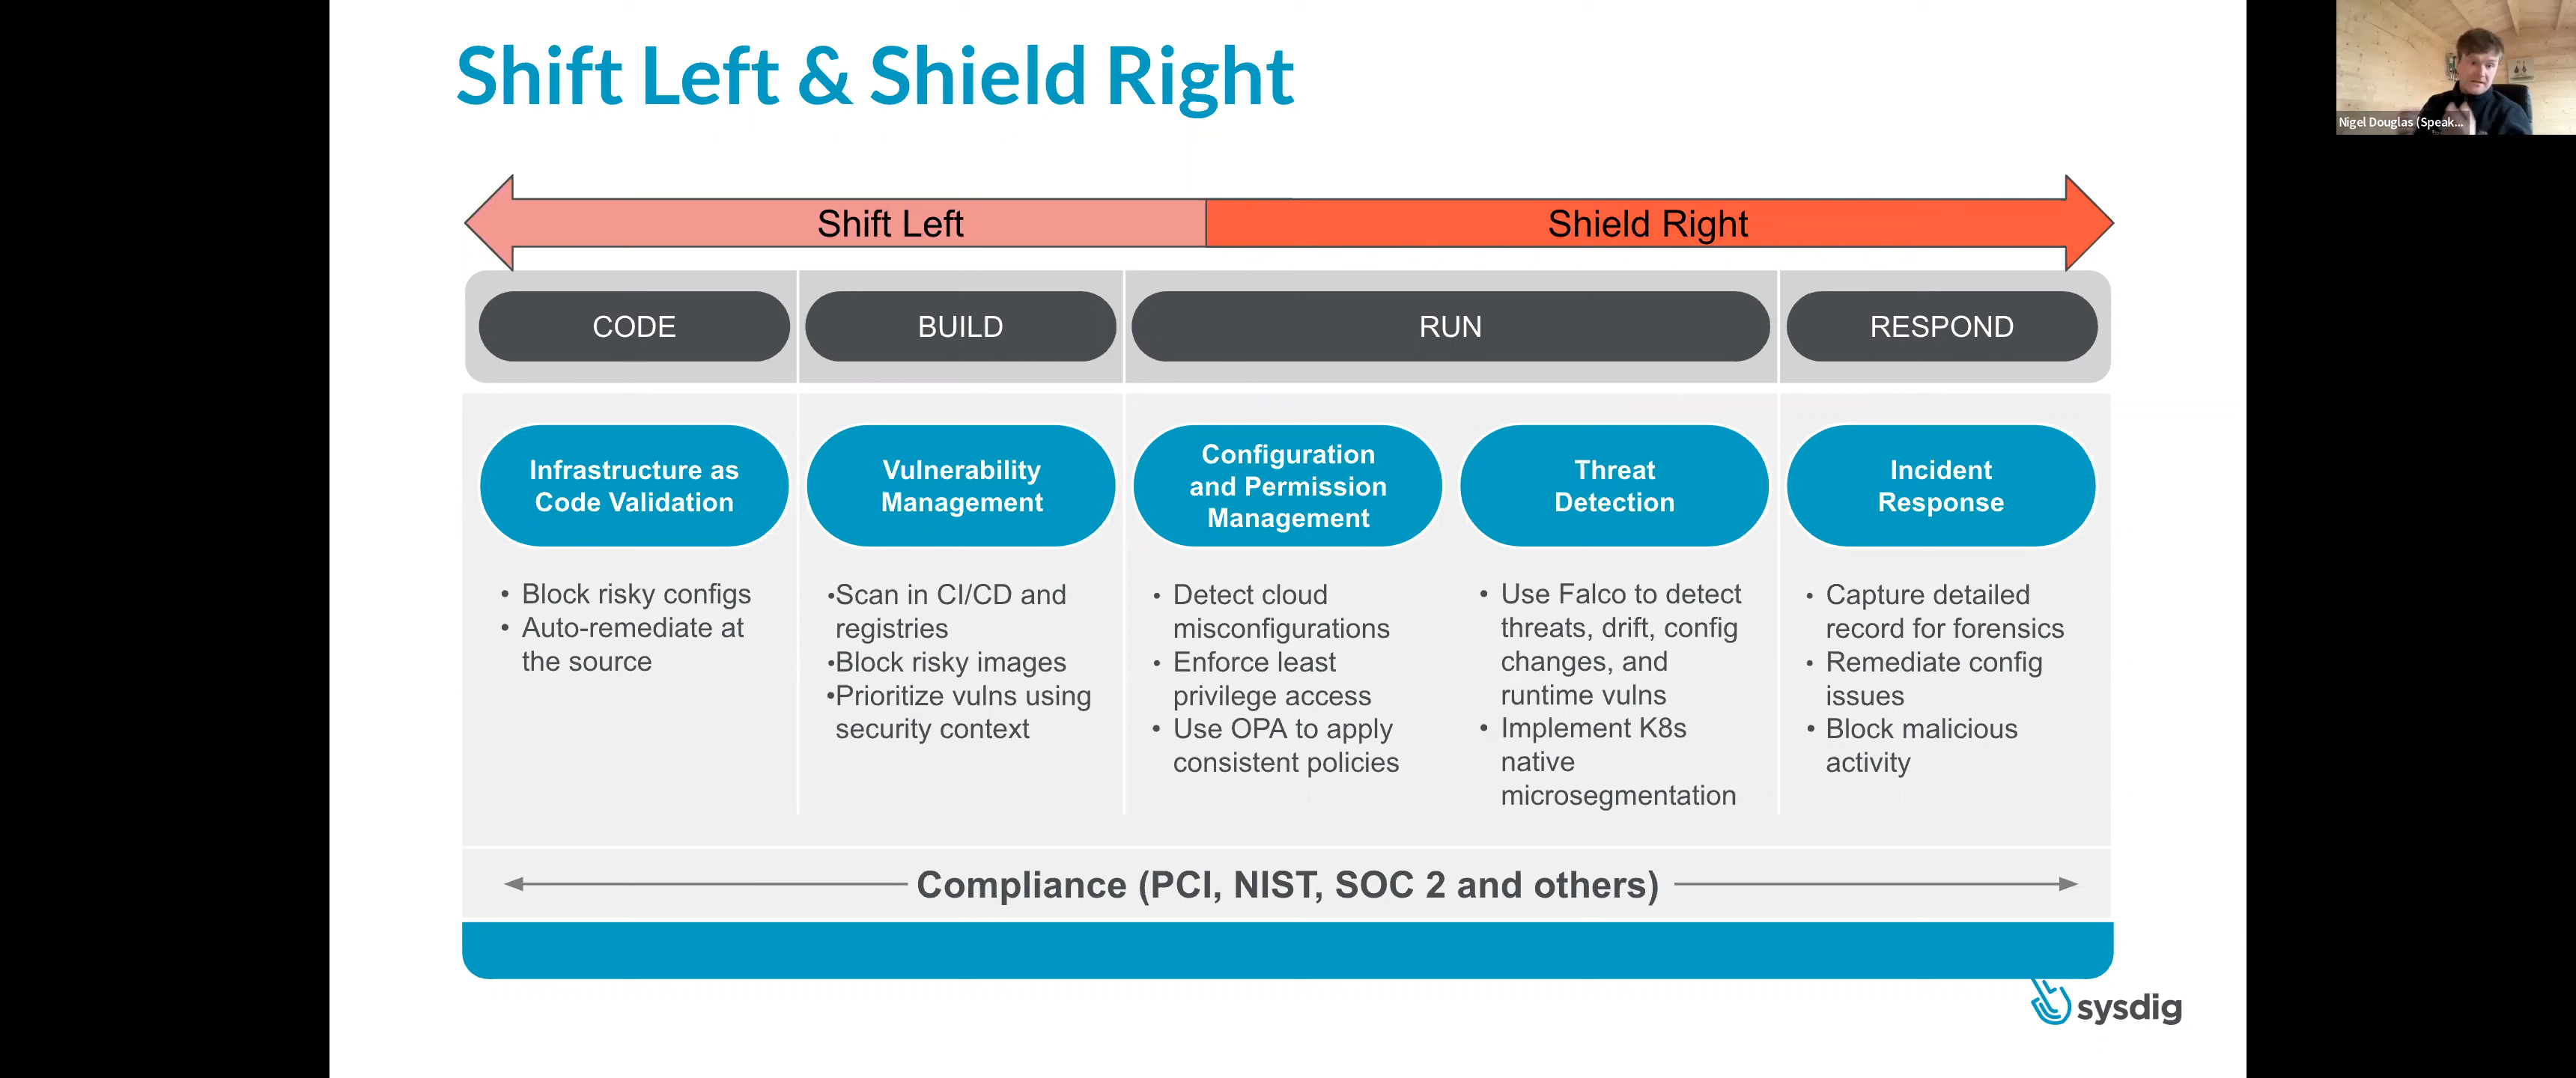 Shift Left & Shield Right
Nigel Douglas (Speak...
Shift Left
Shield Right
CODE
BUILD
RUN
RESPOND
Infrastructure as
Code Validation
Vulnerability
Management
Configuration
and Permission
Management
Threat
Detection
Incident
Response
• Block risky configs
• Auto-remediate at
the source
•Scan in CI/CD and
registries
•Block risky images
•Prioritize vulns using
security context
• Detect cloud
misconfigurations
• Enforce least
privilege access
• Use OPA to apply
consistent policies
• Use Falco to detect
threats, drift, config
changes, and
runtime vulns
• Implement K8s
native
microsegmentation
• Capture detailed
record for forensics
• Remediate config
issues
• Block malicious
activity
Compliance (PCI, NIST, SOC 2 and others)
sysdig